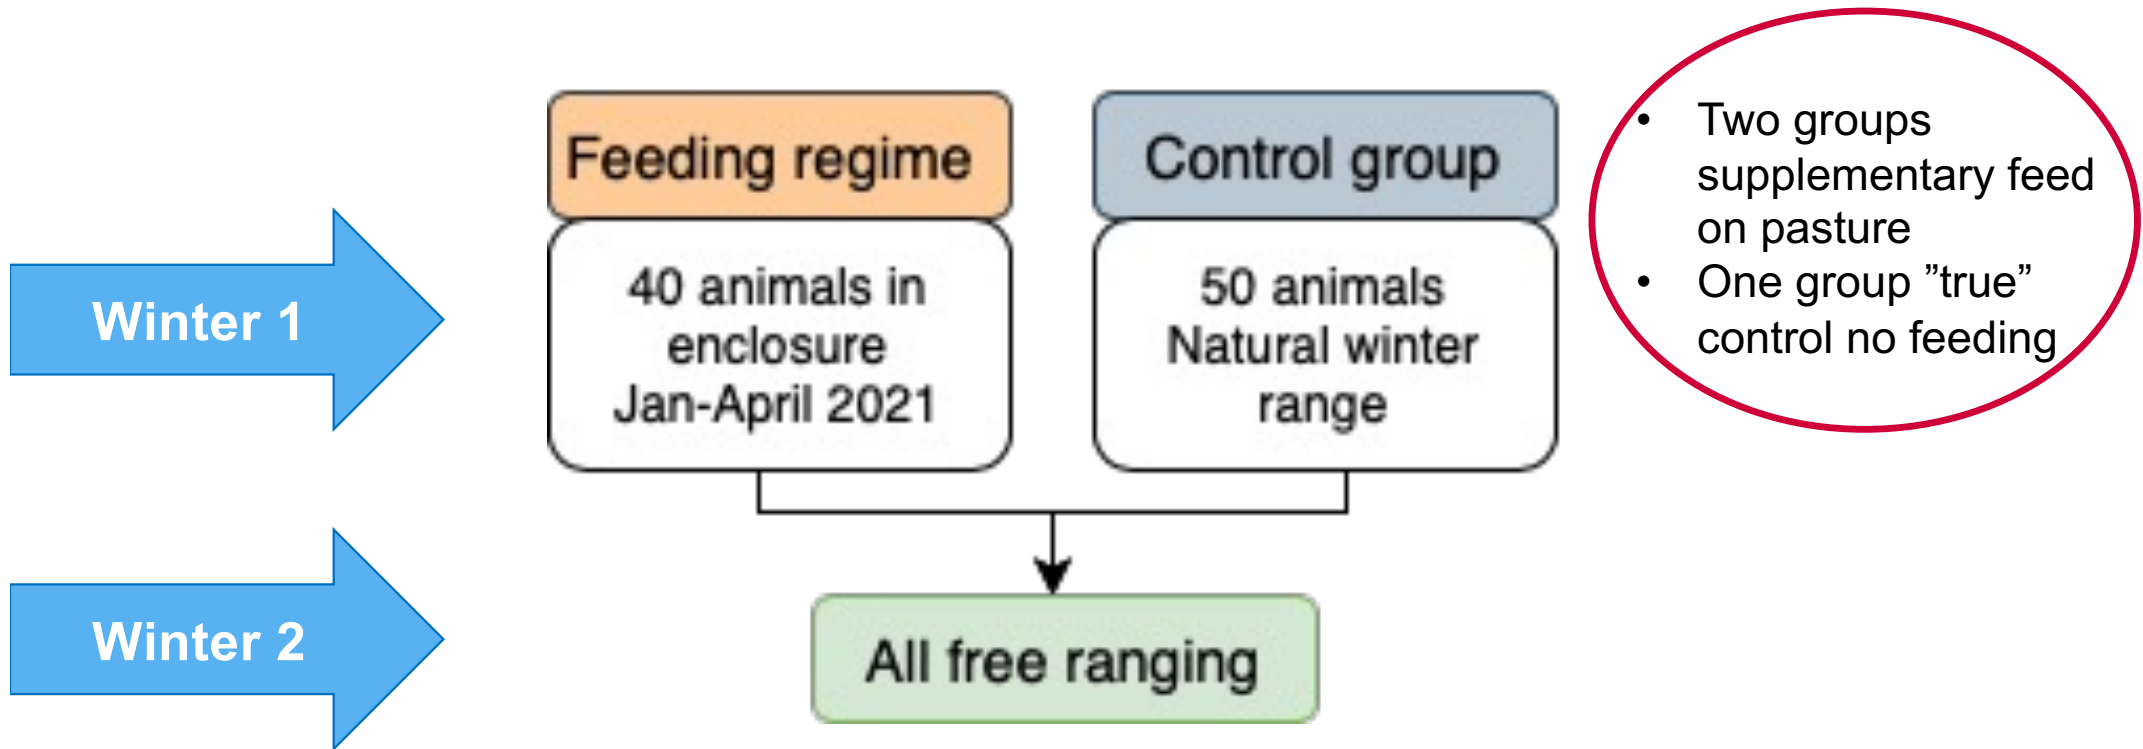 Feeding regime
Control group
• Two groups
supplementary feed
on pasture
• One group ”true”
control no feeding
Winter 1
40 animals in
enclosure
Jan-April 2021
50 animals
Natural winter
range
Winter 2
All free ranging